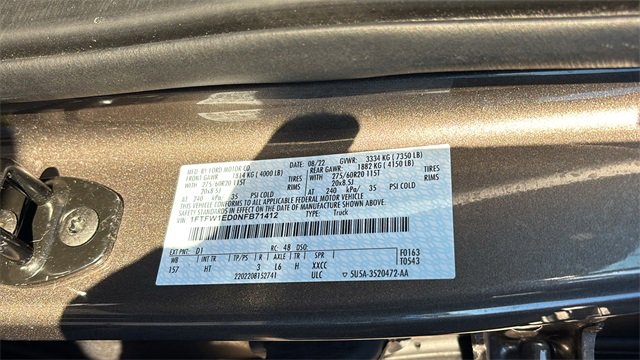 MFD. BY FORD MOTOR CO. DATE: 08/22 GVWR: 3334 KG ( 7350 LB)
FRONT GAWR: 1814 KG ( 4000 LB) REAR GAWR: 1882 KG ( 4150 LB)
WITH 275/60R20 115T TIRES WITH 275/60R20 115T TIRES
20x8.5J RIMS 20x8.5J RIMS
AT 240 kPa/ 35 PSI COLD AT 240 kPa/ 35 PSI COLD
THIS VEHICLE CONFORMS TO ALL APPLICABLE FEDERAL MOTOR VEHICLE
SAFETY STANDARDS IN EFFECT ON THE DATE OF MANUFACTURE SHOWN ABOVE.
VIN: 1FTFW1ED0NFB71412 TYPE: Truck
EXT PNT: D1 RC: 48 DSO: F0163
WB INT TR TP/PS R AXLE TR SPR T0543
157 HT 3 L6 H XXCC
2202208152741 ULC 5U5A-3520472-AA